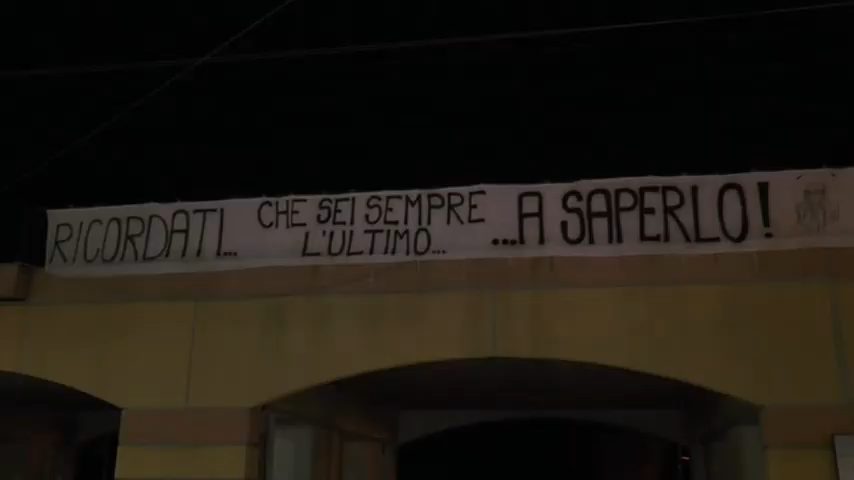 RICORDATI...
CHE SEI SEMPRE
L'ULTIMO...
...A SAPERLO!